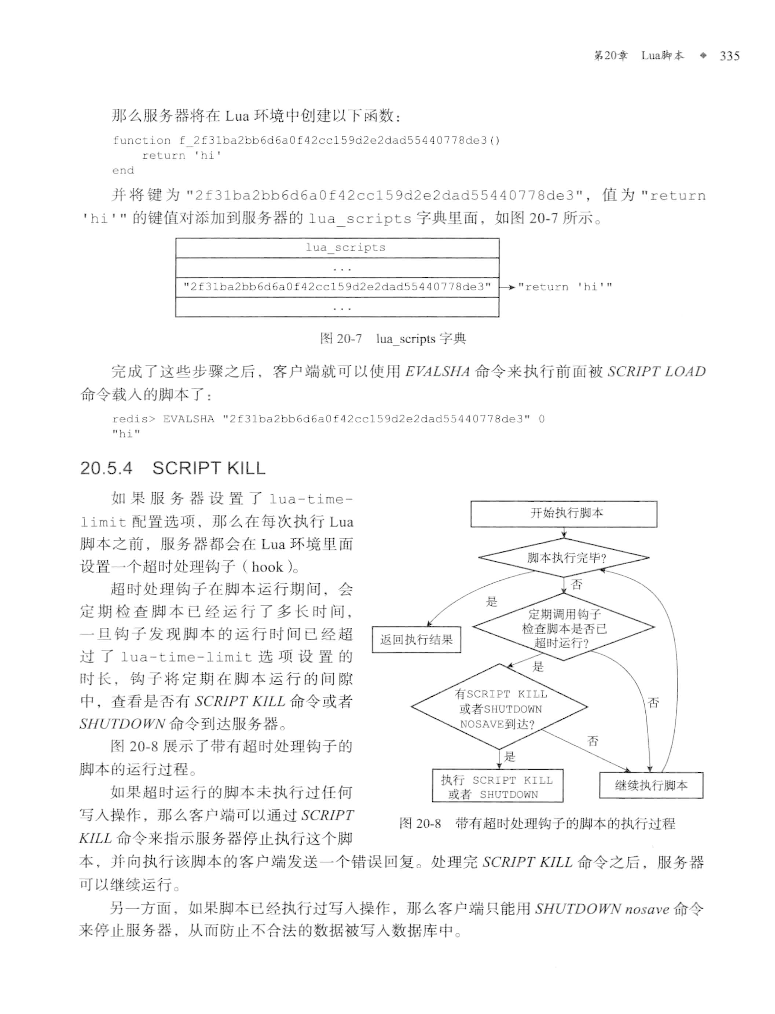 第20章 Lua脚本 ◆ 335
那么服务器将在 Lua 环境中创建以下函数：
function f_2f31ba2bb6d6a0f42cc159d2e2dad55440778de3()
return 'hi'
end
并将键为 "2f31ba2bb6d6a0f42cc159d2e2dad55440778de3"，值为 "return
'hi'" 的键值对添加到服务器的 lua_scripts 字典里面，如图 20-7 所示。
lua_scripts
...
"2f31ba2bb6d6a0f42cc159d2e2dad55440778de3"
"return 'hi'"
...
图 20-7 lua_scripts 字典
完成了这些步骤之后，客户端就可以使用 EVALSHA 命令来执行前面被 SCRIPT LOAD
命令载入的脚本了：
redis> EVALSHA "2f31ba2bb6d6a0f42cc159d2e2dad55440778de3" 0
"hi"
20.5.4 SCRIPT KILL
如果服务器设置了 lua-time-
limit 配置选项，那么在每次执行 Lua
脚本之前，服务器都会在 Lua 环境里面
设置一个超时处理钩子（hook）。
超时处理钩子在脚本运行期间，会
定期检查脚本已经运行了多长时间，
一旦钩子发现脚本的运行时间已经超
过了 lua-time-limit 选项设置的
时长，钩子将定期在脚本运行的间隙
中，查看是否有 SCRIPT KILL 命令或者
SHUTDOWN 命令到达服务器。
图 20-8 展示了带有超时处理钩子的
脚本的运行过程。
如果超时运行的脚本未执行过任何
写入操作，那么客户端可以通过 SCRIPT
KILL 命令来指示服务器停止执行这个脚
开始执行脚本
脚本执行完毕?
否
是
定期调用钩子
检查脚本是否已
超时运行?
返回执行结果
是
有SCRIPT KILL
或者SHUTDOWN
NOSAVE到达?
否
否
是
执行 SCRIPT KILL
或者 SHUTDOWN
继续执行脚本
图 20-8 带有超时处理钩子的脚本的执行过程
本，并向执行该脚本的客户端发送一个错误回复。处理完 SCRIPT KILL 命令之后，服务器
可以继续运行。
另一方面，如果脚本已经执行过写入操作，那么客户端只能用 SHUTDOWN nosave 命令
来停止服务器，从而防止不合法的数据被写入数据库中。